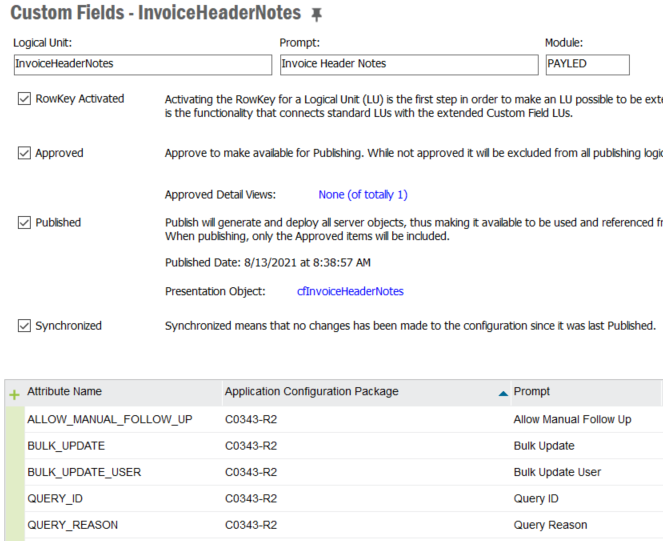 Custom Fields - InvoiceHeaderNotes
Logical Unit: Prompt: Module:
InvoiceHeaderNotes Invoice Header Notes PAYLED
RowKey Activated Activating the RowKey for a Logical Unit (LU) is the first step in order to make an LU possible to be exte
is the functionality that connects standard LUs with the extended Custom Field LUs.
Approved Approve to make available for Publishing. While not approved it will be excluded from all publishing logic
Approved Detail Views: None (of totally 1)
Published Publish will generate and deploy all server objects, thus making it available to be used and referenced fr
When publishing, only the Approved items will be included.
Published Date: 8/13/2021 at 8:38:57 AM
Presentation Object: cfInvoiceHeaderNotes
Synchronized Synchronized means that no changes has been made to the configuration since it was last Published.
Attribute Name Application Configuration Package Prompt
ALLOW_MANUAL_FOLLOW_UP C0343-R2 Allow Manual Follow Up
BULK_UPDATE C0343-R2 Bulk Update
BULK_UPDATE_USER C0343-R2 Bulk Update User
QUERY_ID C0343-R2 Query ID
QUERY_REASON C0343-R2 Query Reason